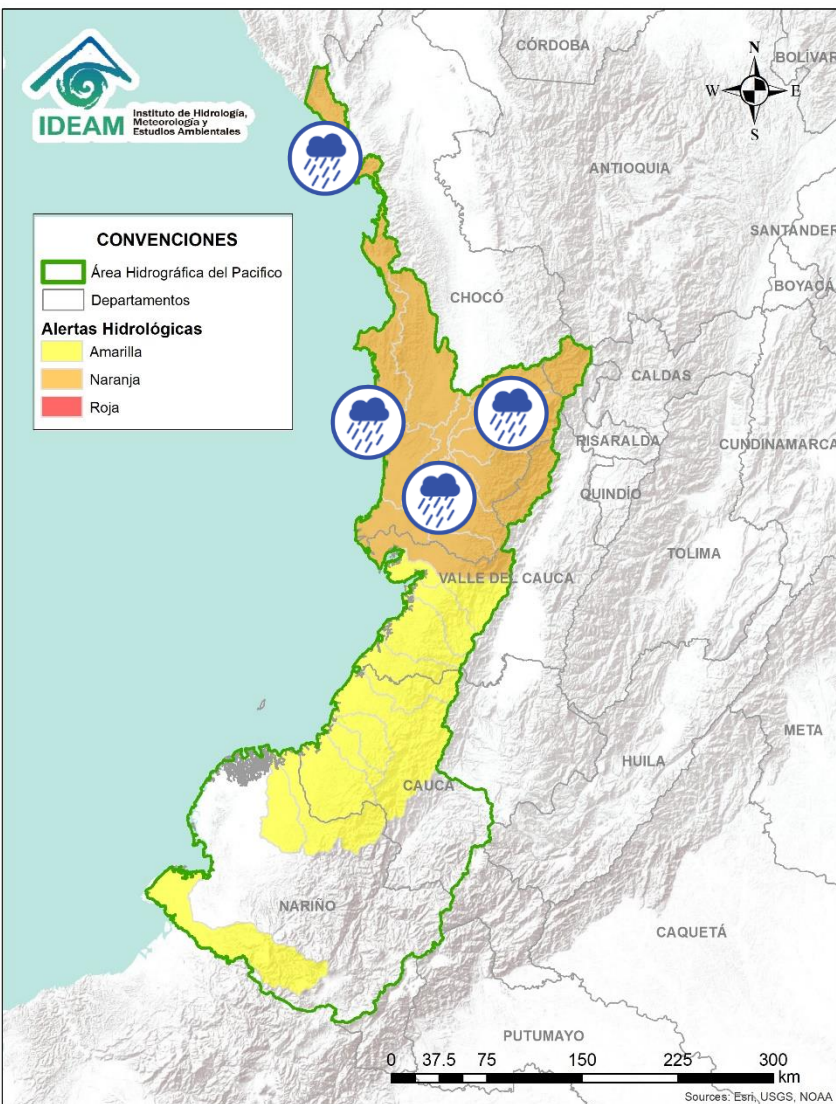 CÓRDOBA
BOLÍVAR
N
W E
S
IDEAM
Instituto de Hidrología,
Meteorología y
Estudios Ambientales
ANTIOQUIA
SANTANDER
BOYACÁ
CONVENCIONES
Área Hidrográfica del Pacifico
Departamentos
Alertas Hidrológicas
Amarilla
Naranja
Roja
CHOCÓ
CALDAS
RISARALDA
CUNDINAMARCA
QUINDÍO
TOLIMA
VALLE DEL CAUCA
META
HUILA
CAUCA
NARIÑO
CAQUETÁ
PUTUMAYO
0 37.5 75 150 225 300
km
Sources: Esri, USGS, NOAA